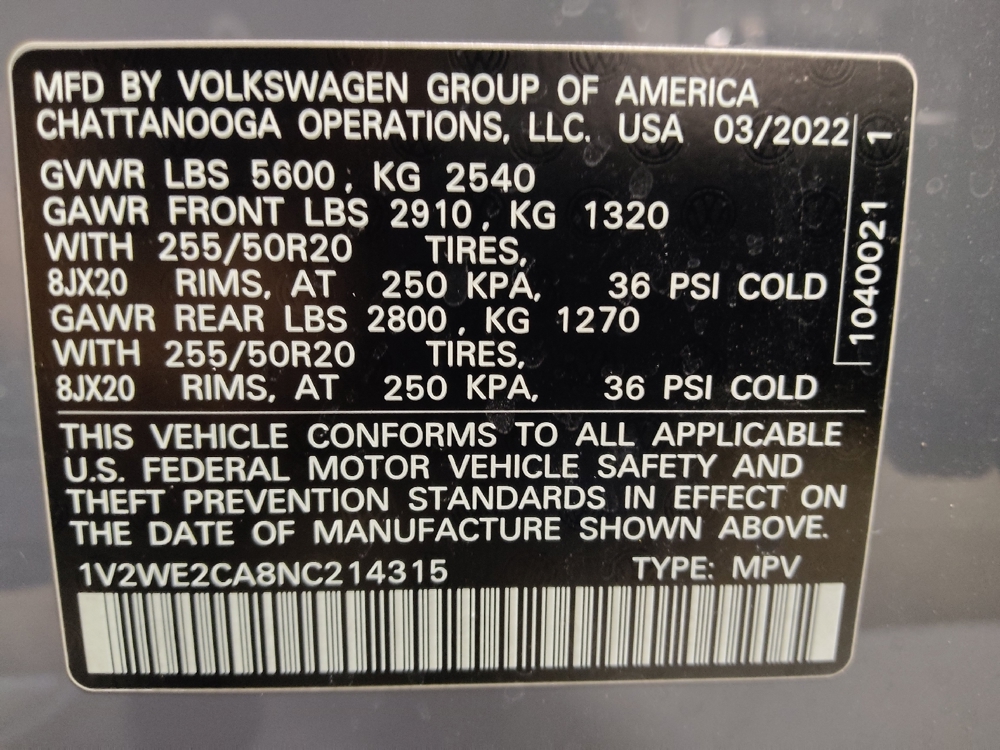 MFD BY VOLKSWAGEN GROUP OF AMERICA
CHATTANOOGA OPERATIONS, LLC. USA 03/2022
GVWR LBS 5600, KG 2540
GAWR FRONT LBS 2910, KG 1320
WITH 255/50R20 TIRES,
8JX20 RIMS, AT 250 KPA, 36 PSI COLD
GAWR REAR LBS 2800, KG 1270
WITH 255/50R20 TIRES,
8JX20 RIMS, AT 250 KPA, 36 PSI COLD
1040021 1
THIS VEHICLE CONFORMS TO ALL APPLICABLE
U.S. FEDERAL MOTOR VEHICLE SAFETY AND
THEFT PREVENTION STANDARDS IN EFFECT ON
THE DATE OF MANUFACTURE SHOWN ABOVE.
1V2WE2CA8NC214315 TYPE: MPV